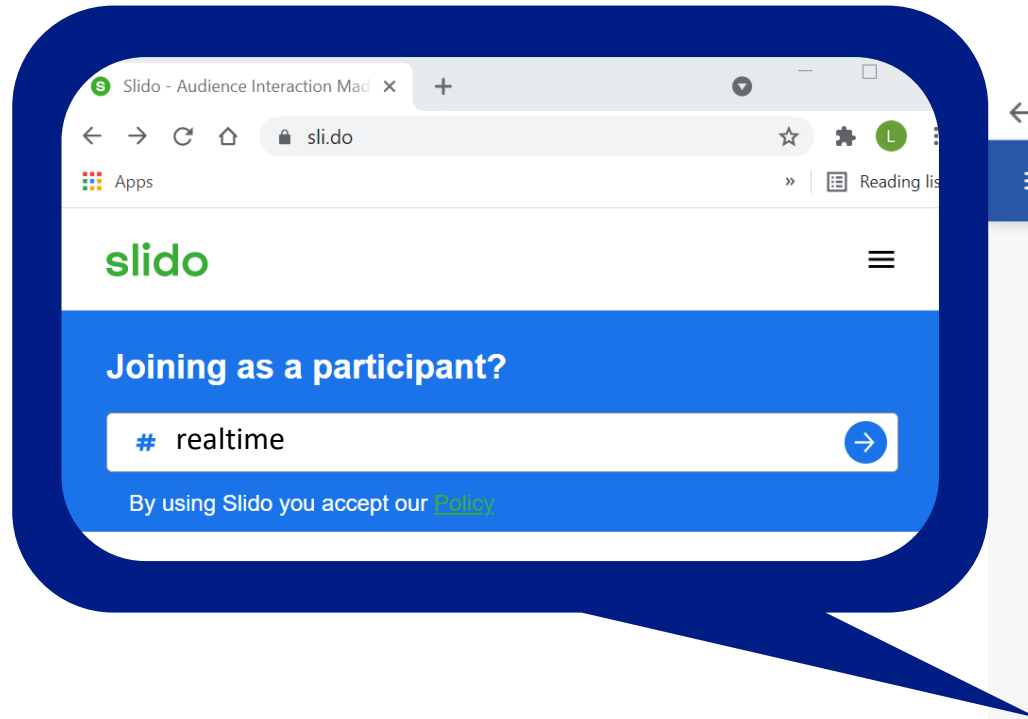 Slido - Audience Interaction Mad
sli.do
L
Apps
» Reading lis
slido
Joining as a participant?
# realtime
By using Slido you accept our Policy